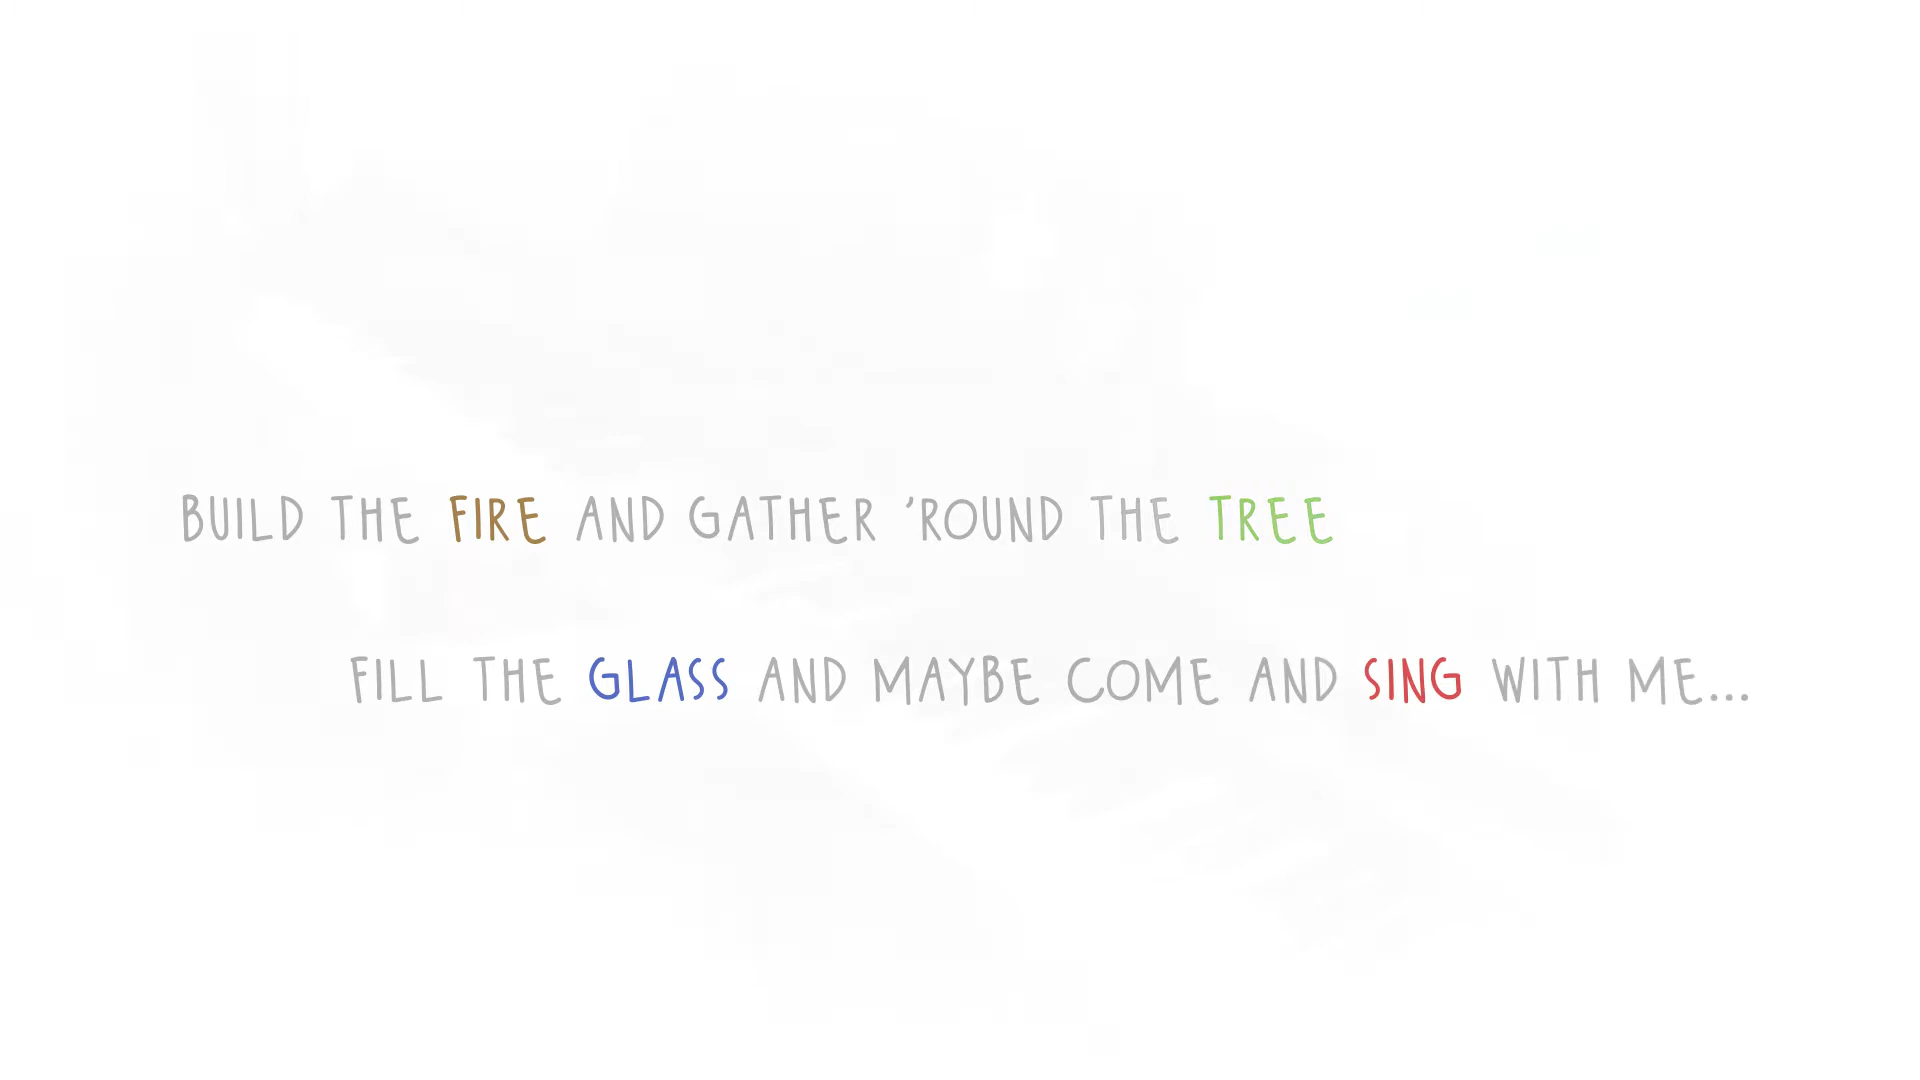 BUILD THE FIRE AND GATHER ’ROUND THE TREE
FILL THE GLASS AND MAYBE COME AND SING WITH ME...